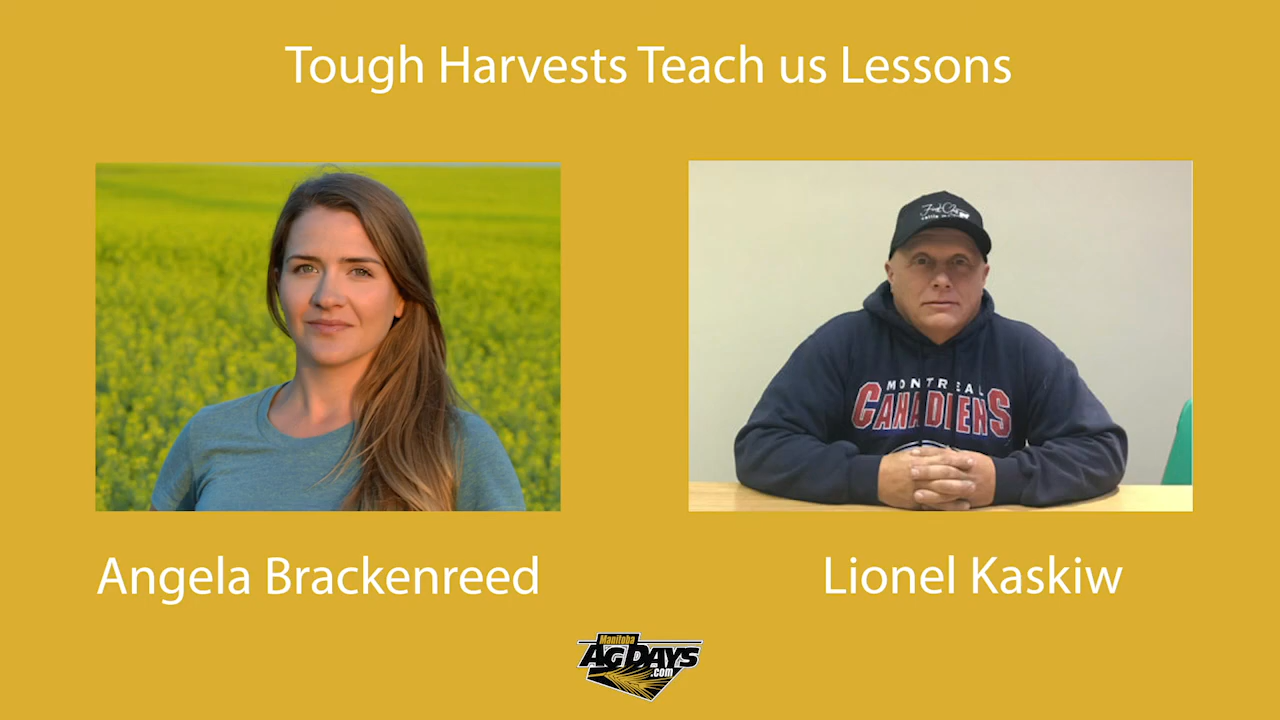 Tough Harvests Teach us Lessons
MONTREAL
CANADIENS
Angela Brackenreed
Lionel Kaskiw
Manitoba
AG DAYS
.com